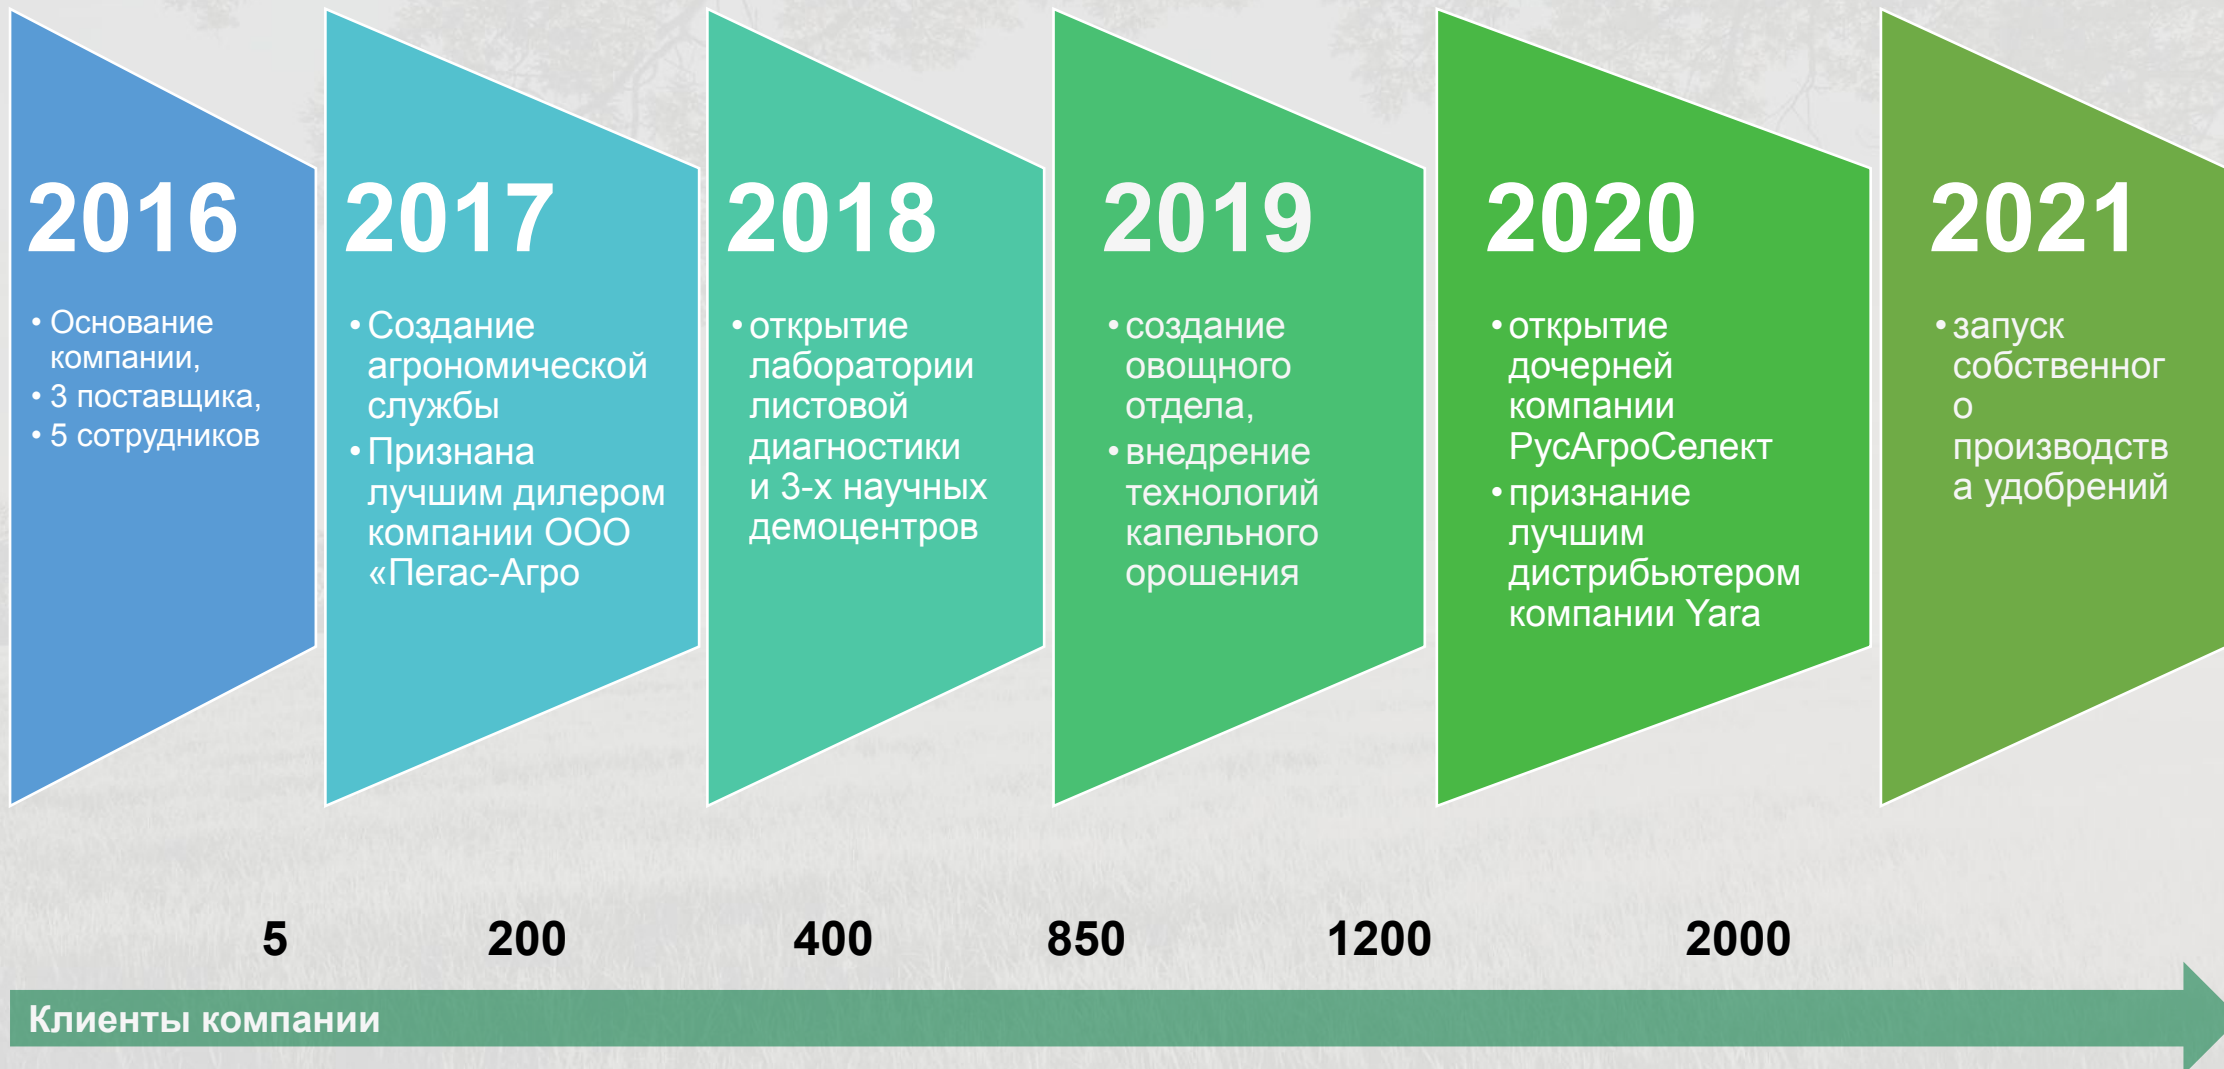 2016
• Основание
компании,
• 3 поставщика,
• 5 сотрудников
2017
• Создание
агрономической
службы
• Признана
лучшим дилером
компании ООО
«Пегас-Агро
2018
• открытие
лаборатории
листовой
диагностики
и 3-х научных
демоцентров
2019
• создание
овощного
отдела,
• внедрение
технологий
капельного
орошения
2020
• открытие
дочерней
компании
РусАгроСелект
• признание
лучшим
дистрибьютером
компании Yara
2021
• запуск
собственног
о
производств
а удобрений
5 200 400 850 1200 2000
Клиенты компании